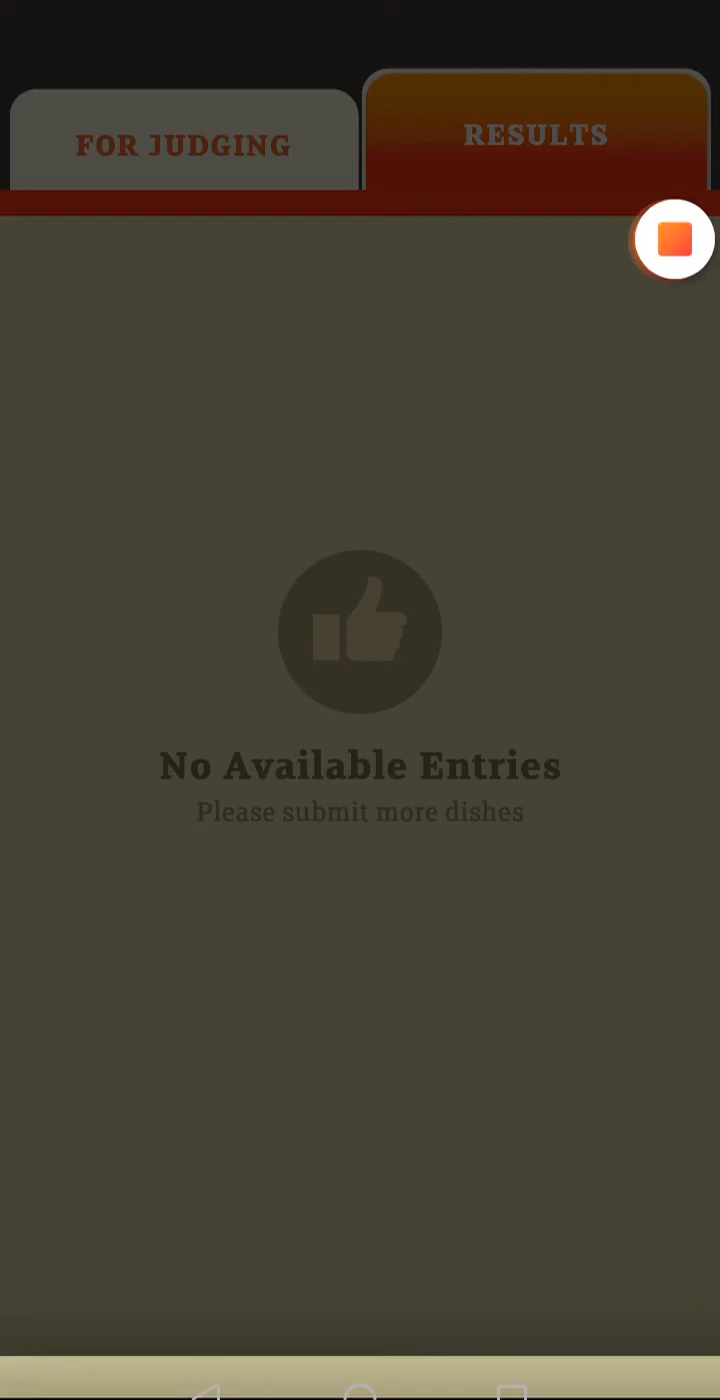 FOR JUDGING
RESULTS
No Available Entries
Please submit more dishes